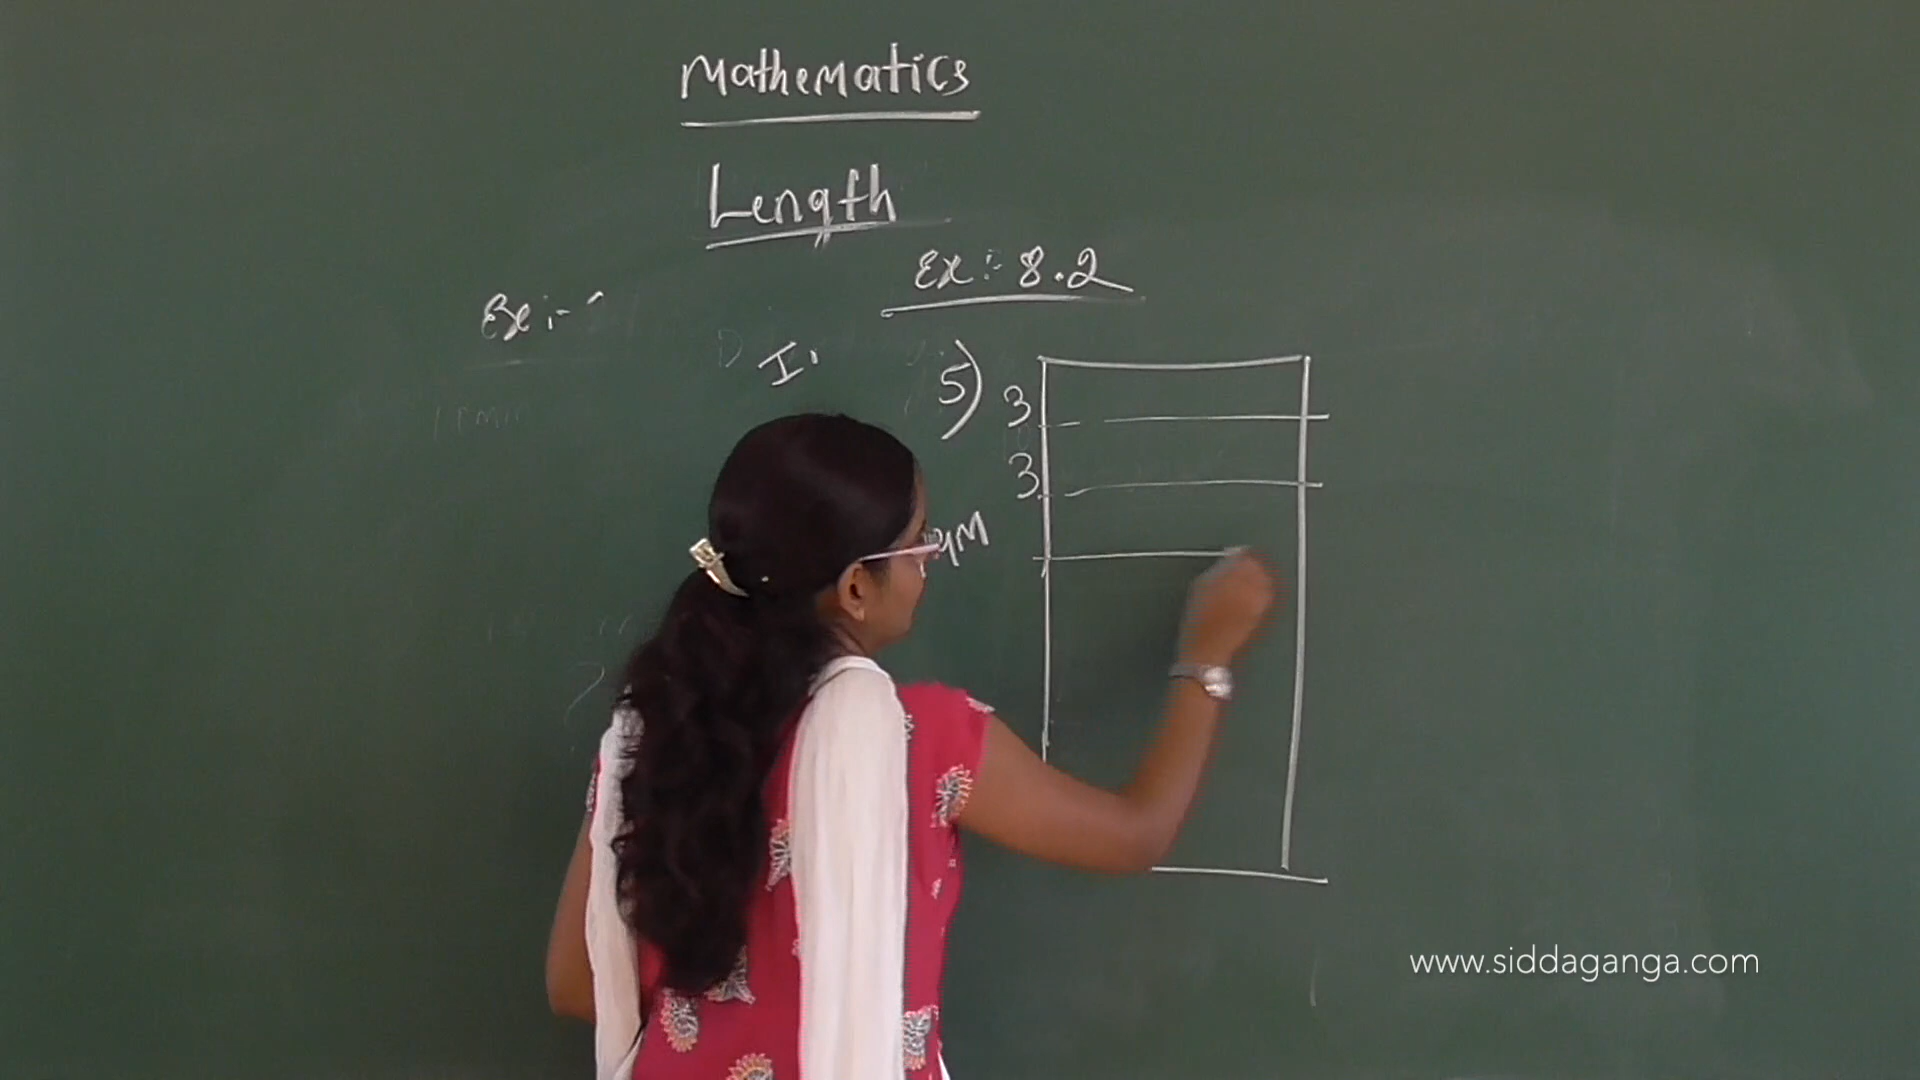 Mathematics
Length
Ex :- 8.2
Ex :-
I.
5)
3
3
www.siddaganga.com